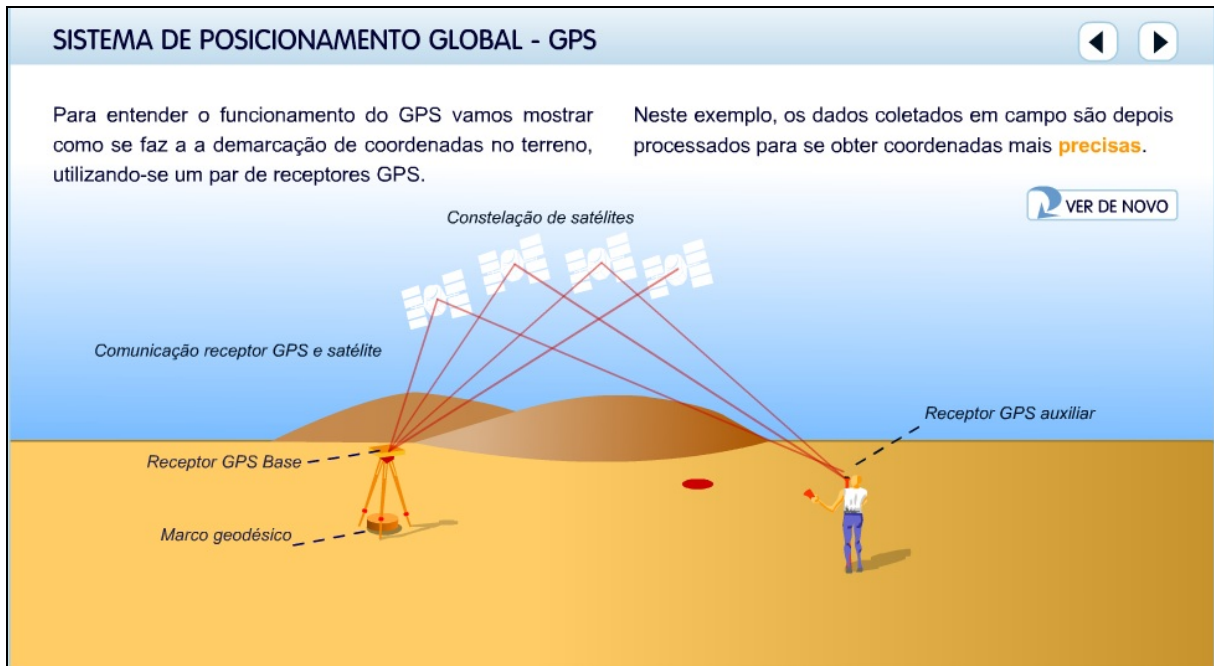 SISTEMA DE POSICIONAMENTO GLOBAL - GPS
Para entender o funcionamento do GPS vamos mostrar
como se faz a a demarcação de coordenadas no terreno,
utilizando-se um par de receptores GPS.
Neste exemplo, os dados coletados em campo são depois
processados para se obter coordenadas mais precisas.
VER DE NOVO
Constelação de satélites
Comunicação receptor GPS e satélite
Receptor GPS auxiliar
Receptor GPS Base
Marco geodésico